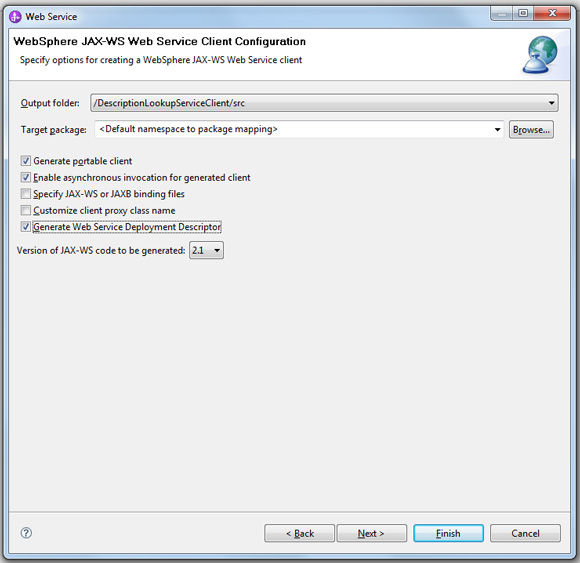 Web Service
WebSphere JAX-WS Web Service Client Configuration
Specify options for creating a WebSphere JAX-WS Web Service client
Output folder: /DescriptionLookupServiceClient/src
Target package: <Default namespace to package mapping> Browse...
Generate portable client
Enable asynchronous invocation for generated client
Specify JAX-WS or JAXB binding files
Customize client proxy class name
Generate Web Service Deployment Descriptor
Version of JAX-WS code to be generated: 2.1
? < Back Next > Finish Cancel